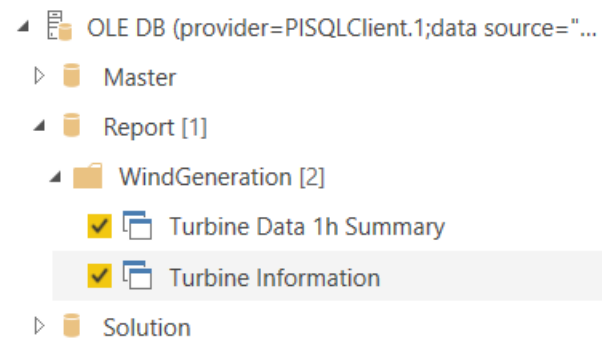 OLE DB (provider=PISQLClient.1;data source="...
Master
Report [1]
WindGeneration [2]
Turbine Data 1h Summary
Turbine Information
Solution